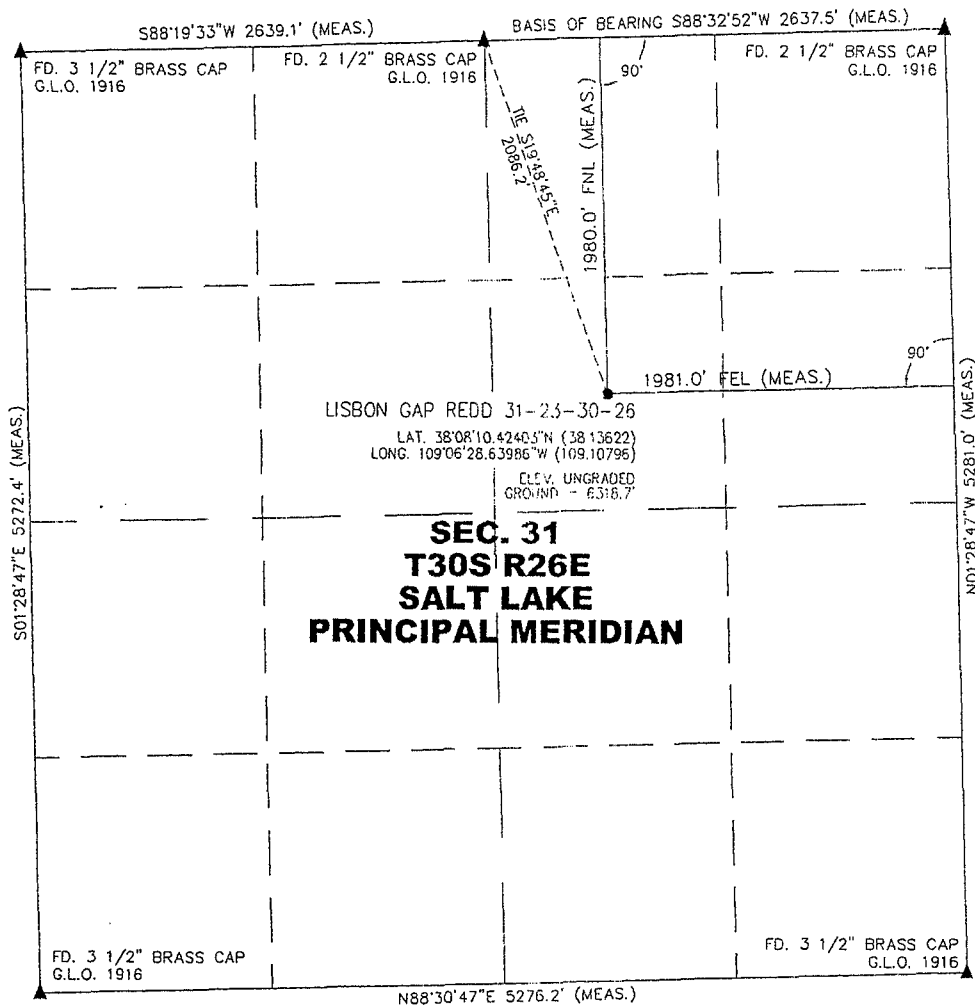 S88°19'33"W 2639.1' (MEAS.)
BASIS OF BEARING S88°32'52"W 2637.5' (MEAS.)
FD. 3 1/2" BRASS CAP
G.L.O. 1916
FD. 2 1/2" BRASS CAP
G.L.O. 1916
90°
FD. 2 1/2" BRASS CAP
G.L.O. 1916
TIE S19°48'45"E
2086.2'
1980.0' FNL (MEAS.)
90°
1981.0' FEL (MEAS.)
LISBON GAP REDD 31-23-30-26
LAT. 38°08'10.42405"N (38.13622)
LONG. 109°06'28.63986"W (109.10796)
ELEV. UNGRADED
GROUND = 6318.7'
S01°28'47"E 5272.4' (MEAS.)
N01°28'47"W 5281.0' (MEAS.)
SEC. 31
T30S R26E
SALT LAKE
PRINCIPAL MERIDIAN
FD. 3 1/2" BRASS CAP
G.L.O. 1916
FD. 3 1/2" BRASS CAP
G.L.O. 1916
N88°30'47"E 5276.2' (MEAS.)